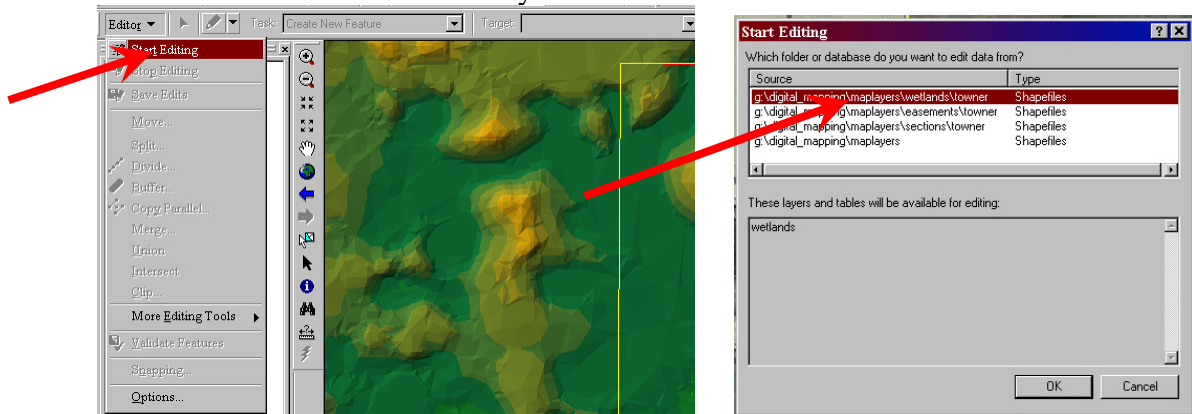 Editor
Task: Create New Feature Target:
Start Editing
Stop Editing
Save Edits
Move...
Split...
Divide...
Buffer...
Copy Parallel...
Merge...
Union
Intersect
Clip...
More Editing Tools
Validate Features
Snapping...
Options...
Start Editing
Which folder or database do you want to edit data from?
Source Type
g:\digital_mapping\maplayers\wetlands\towner Shapefiles
g:\digital_mapping\maplayers\easements\towner Shapefiles
g:\digital_mapping\maplayers\sections\towner Shapefiles
g:\digital_mapping\maplayers Shapefiles
These layers and tables will be available for editing:
wetlands
OK Cancel